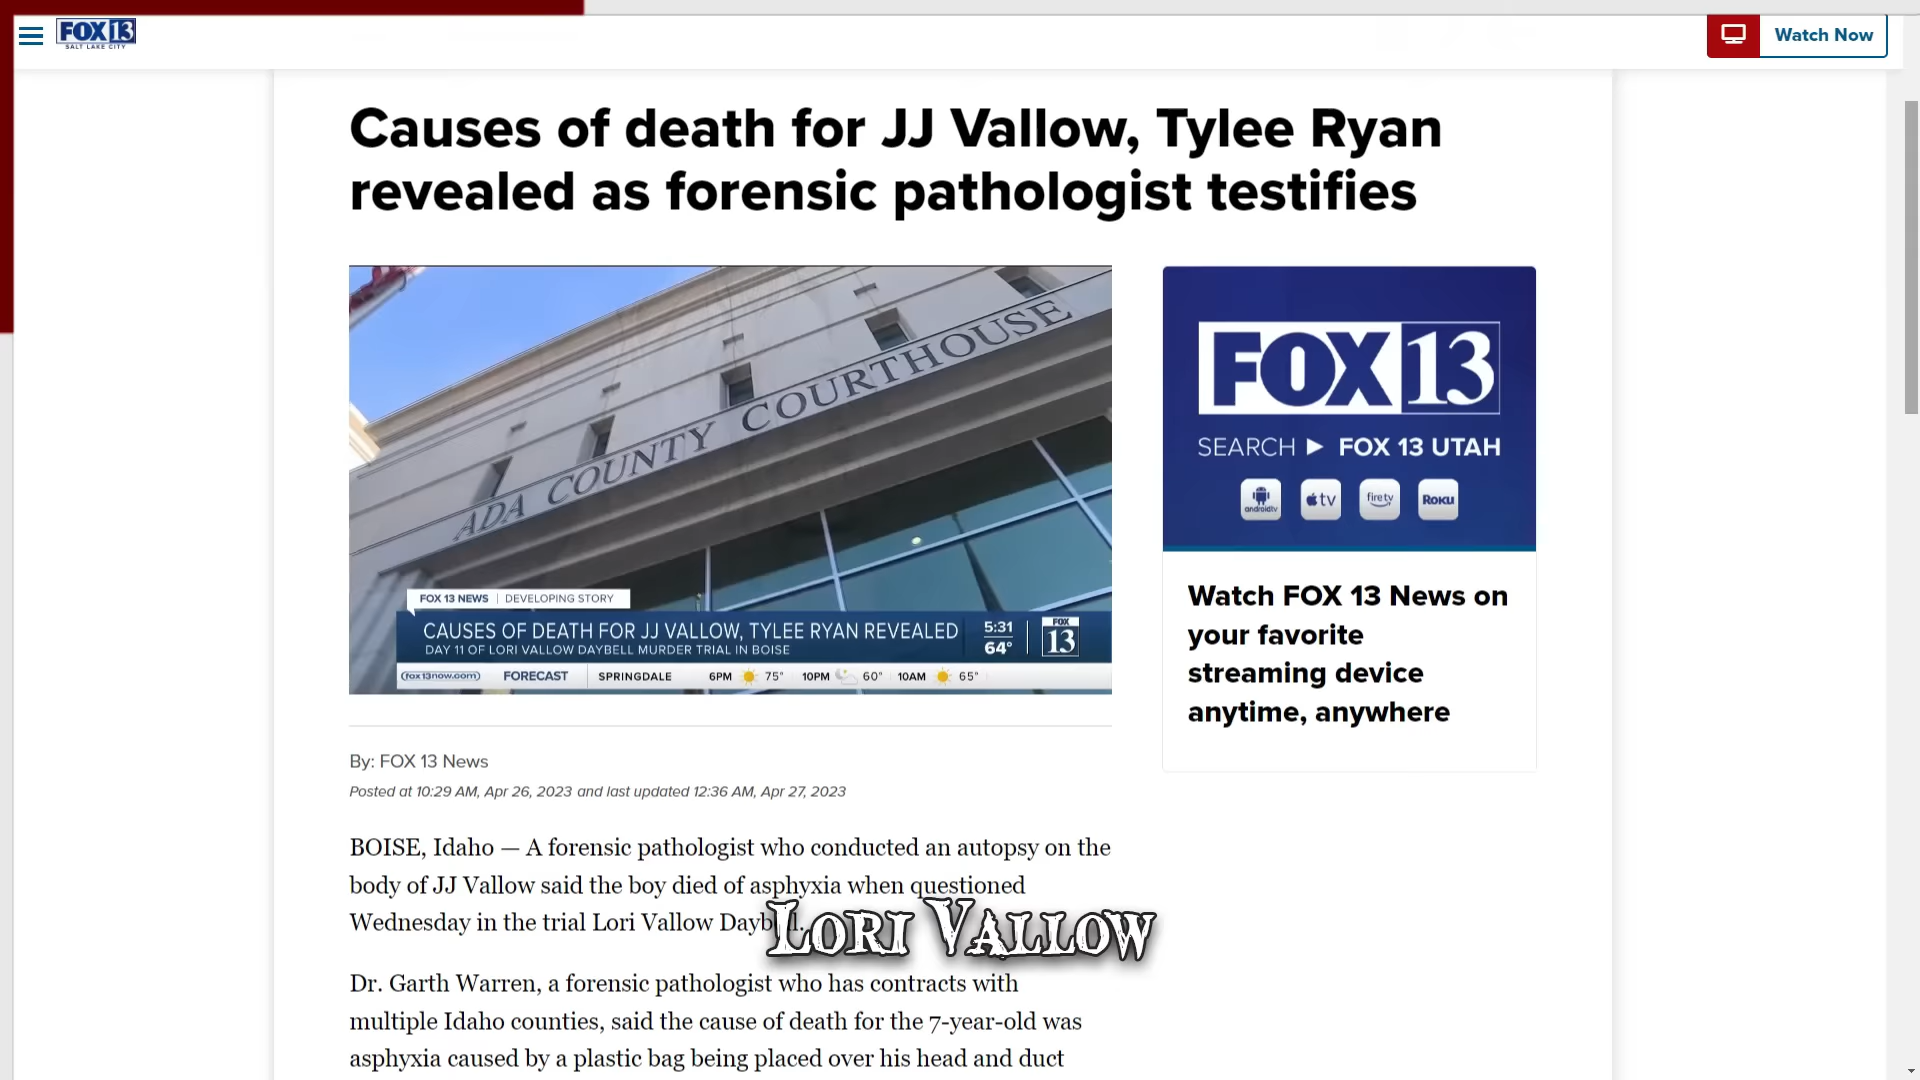 FOX 13
SALT LAKE CITY
Watch Now
Causes of death for JJ Vallow, Tylee Ryan
revealed as forensic pathologist testifies
ADA COUNTY COURTHOUSE
FOX 13 NEWS | DEVELOPING STORY
CAUSES OF DEATH FOR JJ VALLOW, TYLEE RYAN REVEALED
DAY 11 OF LORI VALLOW DAYBELL MURDER TRIAL IN BOISE
5:31
64°
FOX
13
fox13now.com FORECAST SPRINGDALE 6PM 75° 10PM 60° 10AM 65°
FOX 13
SEARCH ▶ FOX 13 UTAH
androidtv tv firetv ROKU
Watch FOX 13 News on
your favorite
streaming device
anytime, anywhere
By: FOX 13 News
Posted at 10:29 AM, Apr 26, 2023 and last updated 12:36 AM, Apr 27, 2023
BOISE, Idaho — A forensic pathologist who conducted an autopsy on the
body of JJ Vallow said the boy died of asphyxia when questioned
Wednesday in the trial Lori Vallow Daybell.
LORI VALLOW
Dr. Garth Warren, a forensic pathologist who has contracts with
multiple Idaho counties, said the cause of death for the 7-year-old was
asphyxia caused by a plastic bag being placed over his head and duct